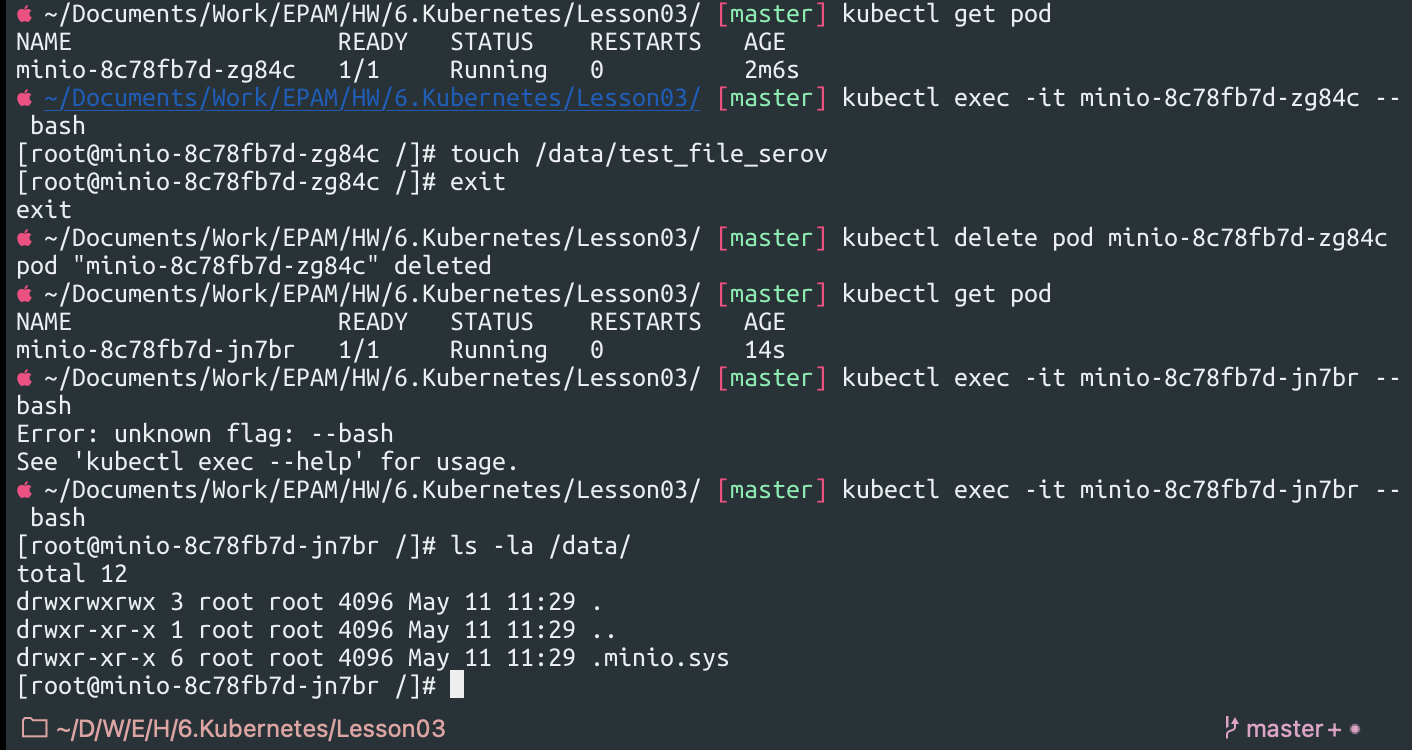 ~/Documents/Work/EPAM/HW/6.Kubernetes/Lesson03/ [master] kubectl get pod
NAME                   READY   STATUS    RESTARTS   AGE
minio-8c78fb7d-zg84c   1/1     Running   0          2m6s
~/Documents/Work/EPAM/HW/6.Kubernetes/Lesson03/ [master] kubectl exec -it minio-8c78fb7d-zg84c --
 bash
[root@minio-8c78fb7d-zg84c /]# touch /data/test_file_serov
[root@minio-8c78fb7d-zg84c /]# exit
exit
~/Documents/Work/EPAM/HW/6.Kubernetes/Lesson03/ [master] kubectl delete pod minio-8c78fb7d-zg84c
pod "minio-8c78fb7d-zg84c" deleted
~/Documents/Work/EPAM/HW/6.Kubernetes/Lesson03/ [master] kubectl get pod
NAME                   READY   STATUS    RESTARTS   AGE
minio-8c78fb7d-jn7br   1/1     Running   0          14s
~/Documents/Work/EPAM/HW/6.Kubernetes/Lesson03/ [master] kubectl exec -it minio-8c78fb7d-jn7br --
bash
Error: unknown flag: --bash
See 'kubectl exec --help' for usage.
~/Documents/Work/EPAM/HW/6.Kubernetes/Lesson03/ [master] kubectl exec -it minio-8c78fb7d-jn7br --
 bash
[root@minio-8c78fb7d-jn7br /]# ls -la /data/
total 12
drwxrwxrwx 3 root root 4096 May 11 11:29 .
drwxr-xr-x 1 root root 4096 May 11 11:29 ..
drwxr-xr-x 6 root root 4096 May 11 11:29 .minio.sys
[root@minio-8c78fb7d-jn7br /]#
~/D/W/E/H/6.Kubernetes/Lesson03 master+